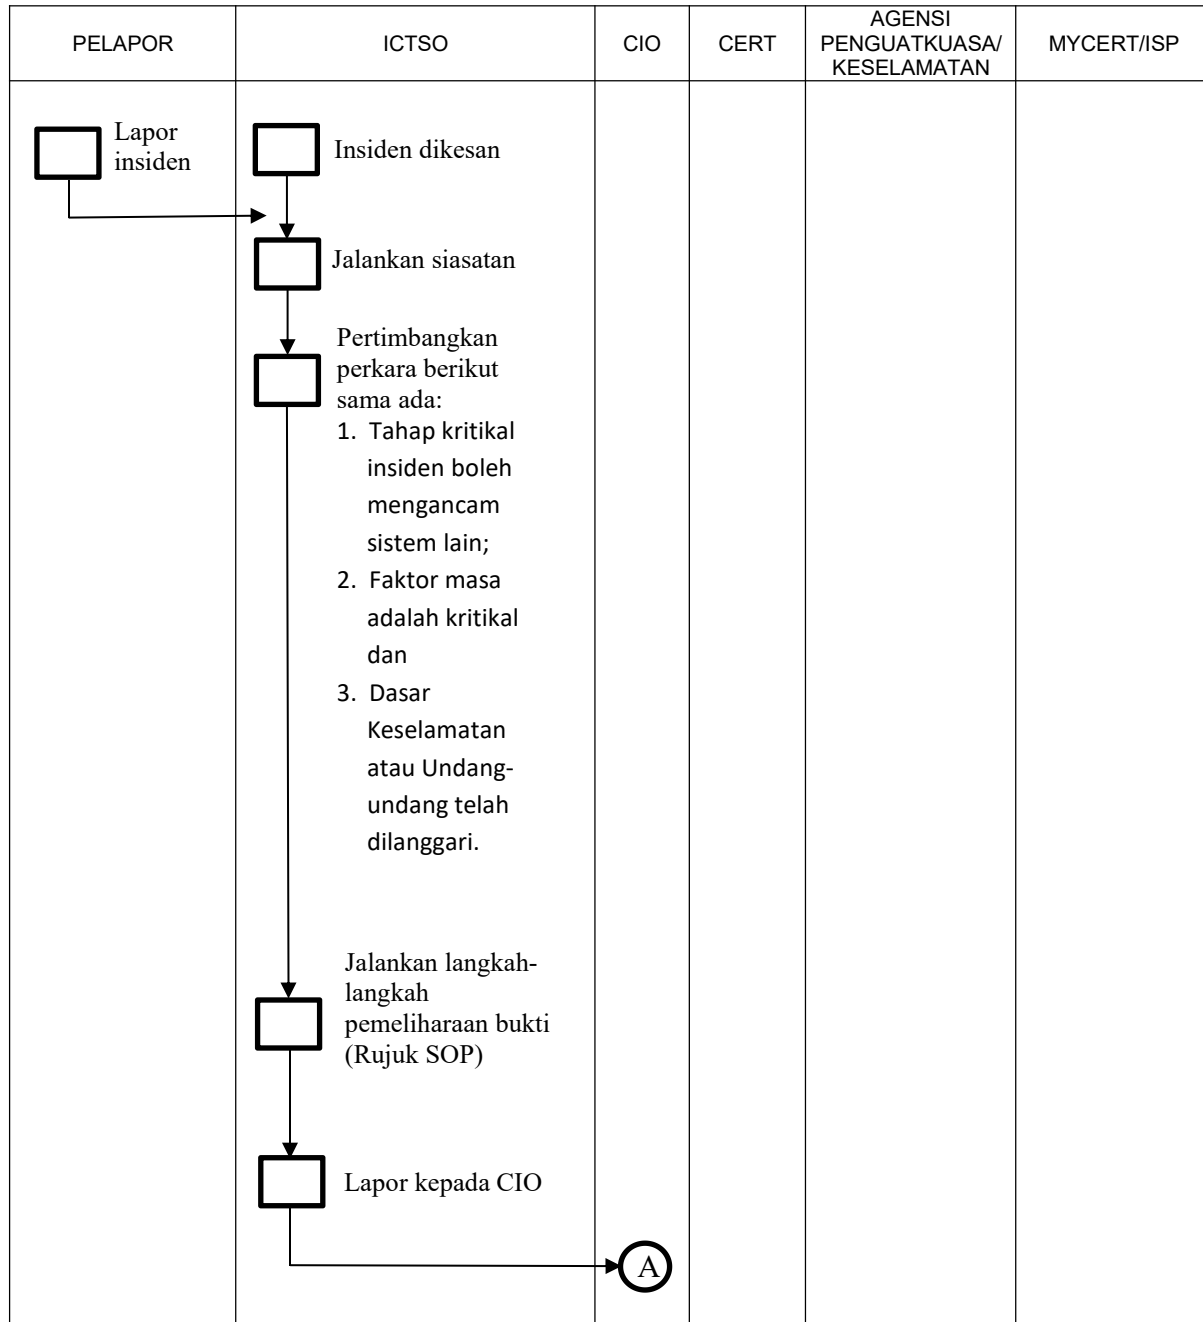 PELAPOR
ICTSO
CIO
CERT
AGENSI
PENGUATKUASA/
KESELAMATAN
MYCERT/ISP
Lapor
insiden
Insiden dikesan
Jalankan siasatan
Pertimbangkan
perkara berikut
sama ada:
1. Tahap kritikal
insiden boleh
mengancam
sistem lain;
2. Faktor masa
adalah kritikal
dan
3. Dasar
Keselamatan
atau Undang-
undang telah
dilanggari.
Jalankan langkah-
langkah
pemeliharaan bukti
(Rujuk SOP)
Lapor kepada CIO
A